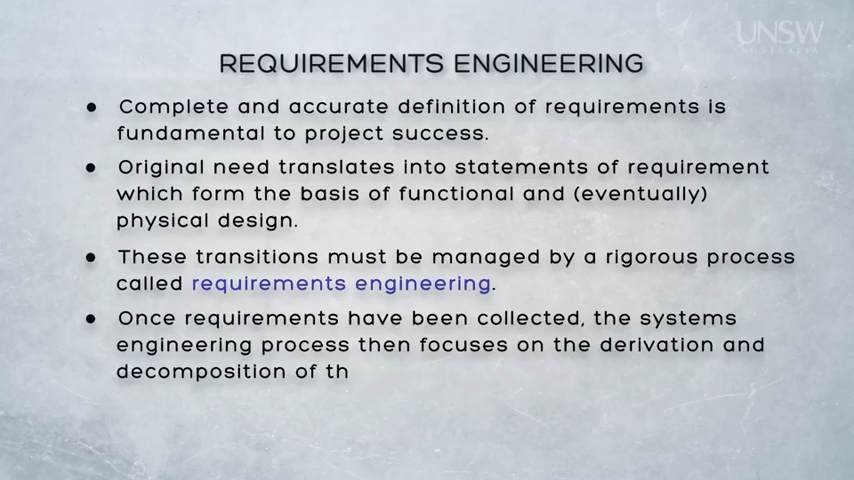 UNSW
AUSTRALIA
REQUIREMENTS ENGINEERING
● Complete and accurate definition of requirements is
fundamental to project success.
● Original need translates into statements of requirement
which form the basis of functional and (eventually)
physical design.
● These transitions must be managed by a rigorous process
called requirements engineering.
● Once requirements have been collected, the systems
engineering process then focuses on the derivation and
decomposition of th